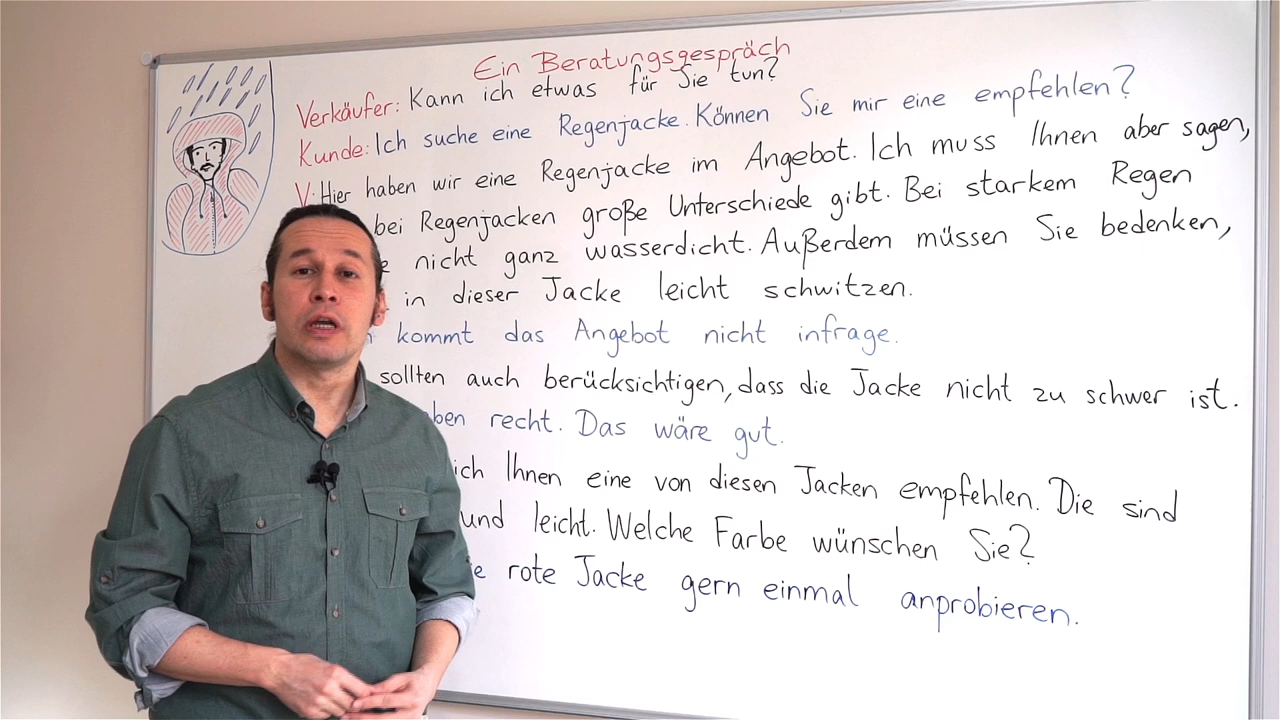 Ein Beratungsgespräch
Verkäufer: Kann ich etwas für Sie tun?
Kunde: Ich suche eine Regenjacke. Können Sie mir eine empfehlen?
V: Hier haben wir eine Regenjacke im Angebot. Ich muss Ihnen aber sagen,
bei Regenjacken große Unterschiede gibt. Bei starkem Regen
nicht ganz wasserdicht. Außerdem müssen Sie bedenken,
in dieser Jacke leicht schwitzen.
kommt das Angebot nicht infrage.
sollten auch berücksichtigen, dass die Jacke nicht zu schwer ist.
recht. Das wäre gut.
ich Ihnen eine von diesen Jacken empfehlen. Die sind
und leicht. Welche Farbe wünschen Sie?
rote Jacke gern einmal anprobieren.